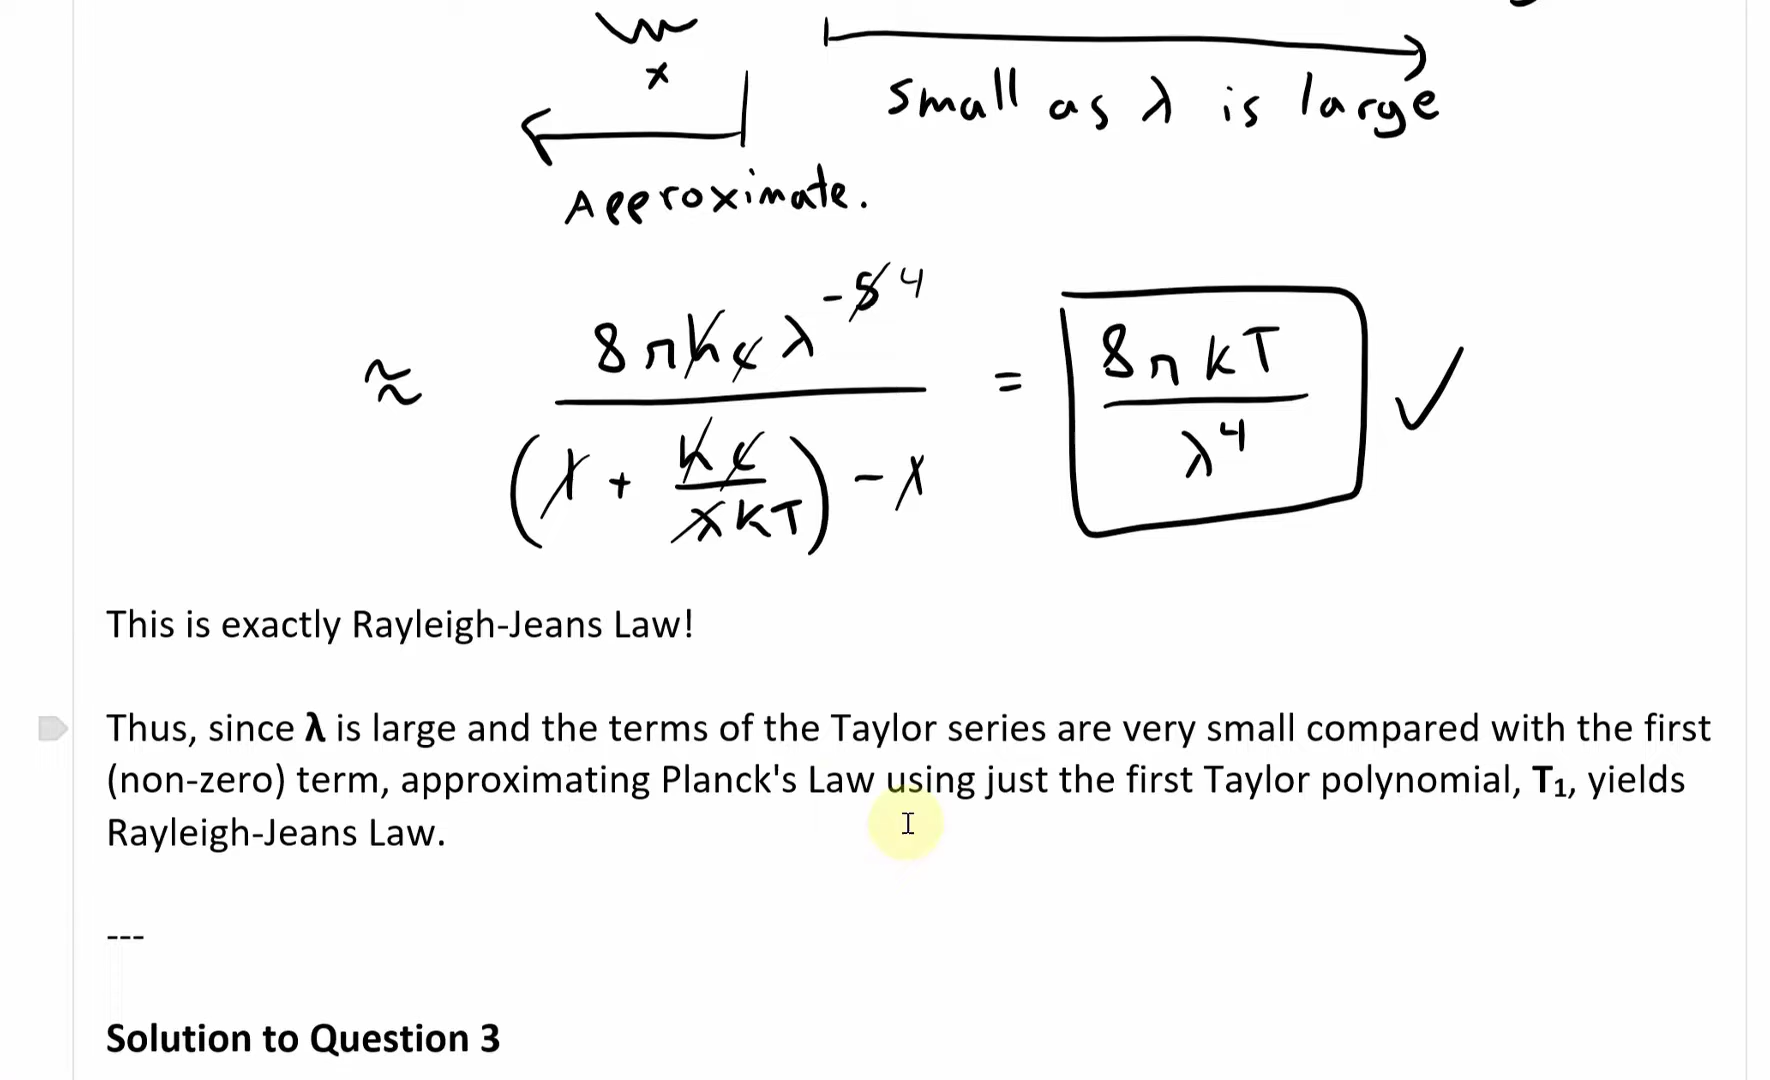 x
small as λ is large
Approximate.
≈ 8πhcλ^-5 4 / (1 + hc/λkT) - 1 = 8πkT/λ^4 ✓
This is exactly Rayleigh-Jeans Law!
Thus, since λ is large and the terms of the Taylor series are very small compared with the first
(non-zero) term, approximating Planck's Law using just the first Taylor polynomial, T₁, yields
Rayleigh-Jeans Law.
---
Solution to Question 3